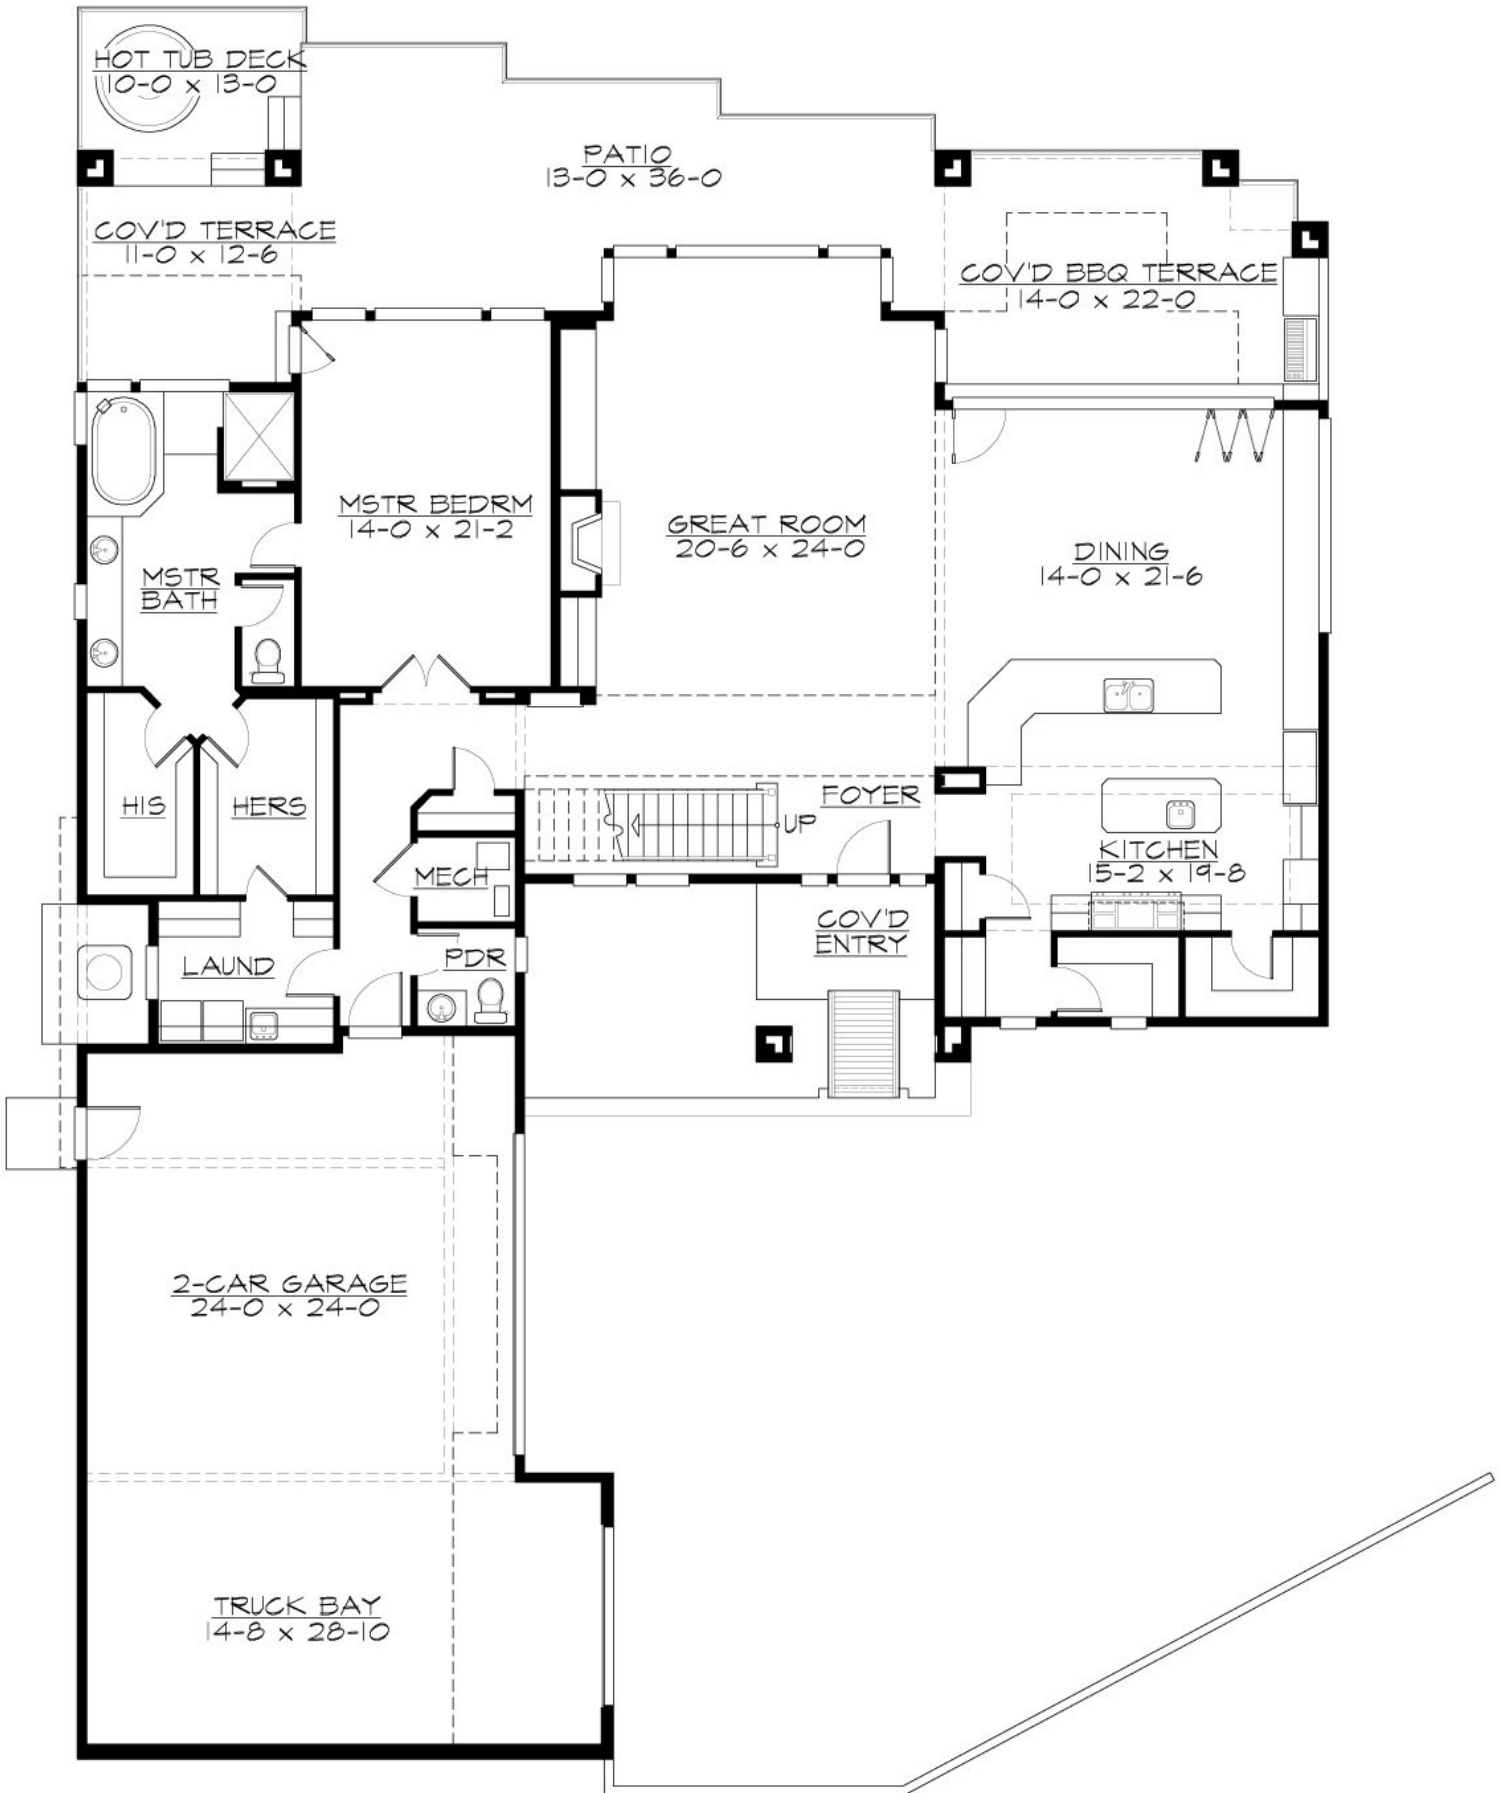 HOT TUB DECK
10-0 x 13-0
PATIO
13-0 x 36-0
COV'D TERRACE
11-0 x 12-6
COV'D BBQ TERRACE
14-0 x 22-0
MSTR BEDRM
14-0 x 21-2
GREAT ROOM
20-6 x 24-0
DINING
14-0 x 21-6
MSTR
BATH
HIS
HERS
FOYER
UP
MECH
KITCHEN
15-2 x 19-8
COV'D
ENTRY
LAUND
PDR
2-CAR GARAGE
24-0 x 24-0
TRUCK BAY
14-8 x 28-10